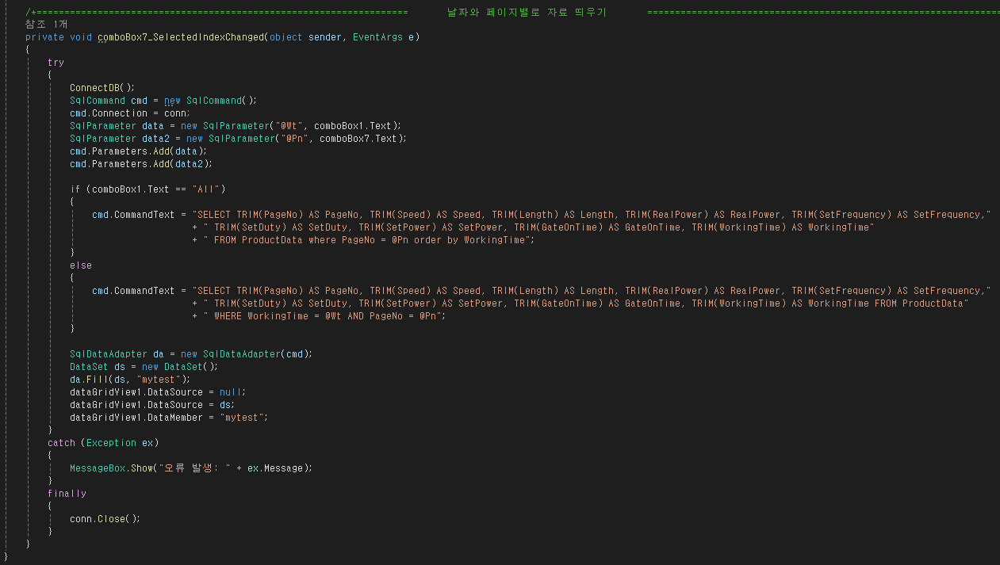 /*=================================================================== 날짜와 페이지별로 자료 띄우기 ================================================================
참조 1개
private void comboBox7_SelectedIndexChanged(object sender, EventArgs e)
{
try
{
ConnectDB();
SqlCommand cmd = new SqlCommand();
cmd.Connection = conn;
SqlParameter data = new SqlParameter("@Wt", comboBox1.Text);
SqlParameter data2 = new SqlParameter("@Pn", comboBox7.Text);
cmd.Parameters.Add(data);
cmd.Parameters.Add(data2);
if (comboBox1.Text == "All")
{
cmd.CommandText = "SELECT TRIM(PageNo) AS PageNo, TRIM(Speed) AS Speed, TRIM(Length) AS Length, TRIM(RealPower) AS RealPower, TRIM(SetFrequency) AS SetFrequency,"
+ " TRIM(SetDuty) AS SetDuty, TRIM(SetPower) AS SetPower, TRIM(GateOnTime) AS GateOnTime, TRIM(WorkingTime) AS WorkingTime"
+ " FROM ProductData where PageNo = @Pn order by WorkingTime";
}
else
{
cmd.CommandText = "SELECT TRIM(PageNo) AS PageNo, TRIM(Speed) AS Speed, TRIM(Length) AS Length, TRIM(RealPower) AS RealPower, TRIM(SetFrequency) AS SetFrequency,"
+ " TRIM(SetDuty) AS SetDuty, TRIM(SetPower) AS SetPower, TRIM(GateOnTime) AS GateOnTime, TRIM(WorkingTime) AS WorkingTime FROM ProductData"
+ " WHERE WorkingTime = @Wt AND PageNo = @Pn";
}
SqlDataAdapter da = new SqlDataAdapter(cmd);
DataSet ds = new DataSet();
da.Fill(ds, "mytest");
dataGridView1.DataSource = null;
dataGridView1.DataSource = ds;
dataGridView1.DataMember = "mytest";
}
catch (Exception ex)
{
MessageBox.Show("오류 발생: " + ex.Message);
}
finally
{
conn.Close();
}
}
}